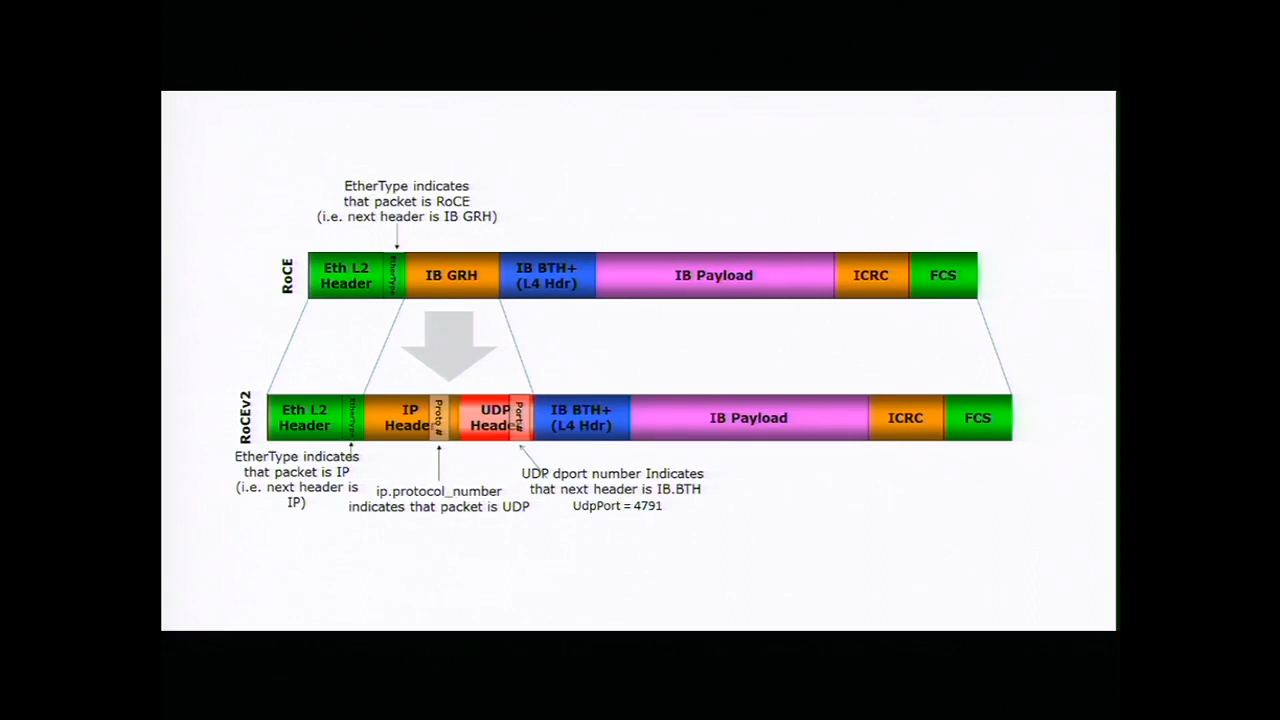 EtherType indicates
that packet is RoCE
(i.e. next header is IB GRH)
RoCE
Eth L2
Header
EtherType
IB GRH
IB BTH+
(L4 Hdr)
IB Payload
ICRC
FCS
RoCEv2
Eth L2
Header
EtherType
IP
Header
Proto #
UDP
Header
Port #
IB BTH+
(L4 Hdr)
IB Payload
ICRC
FCS
EtherType indicates
that packet is IP
(i.e. next header is
IP)
ip.protocol_number
indicates that packet is UDP
UDP dport number Indicates
that next header is IB.BTH
UdpPort = 4791